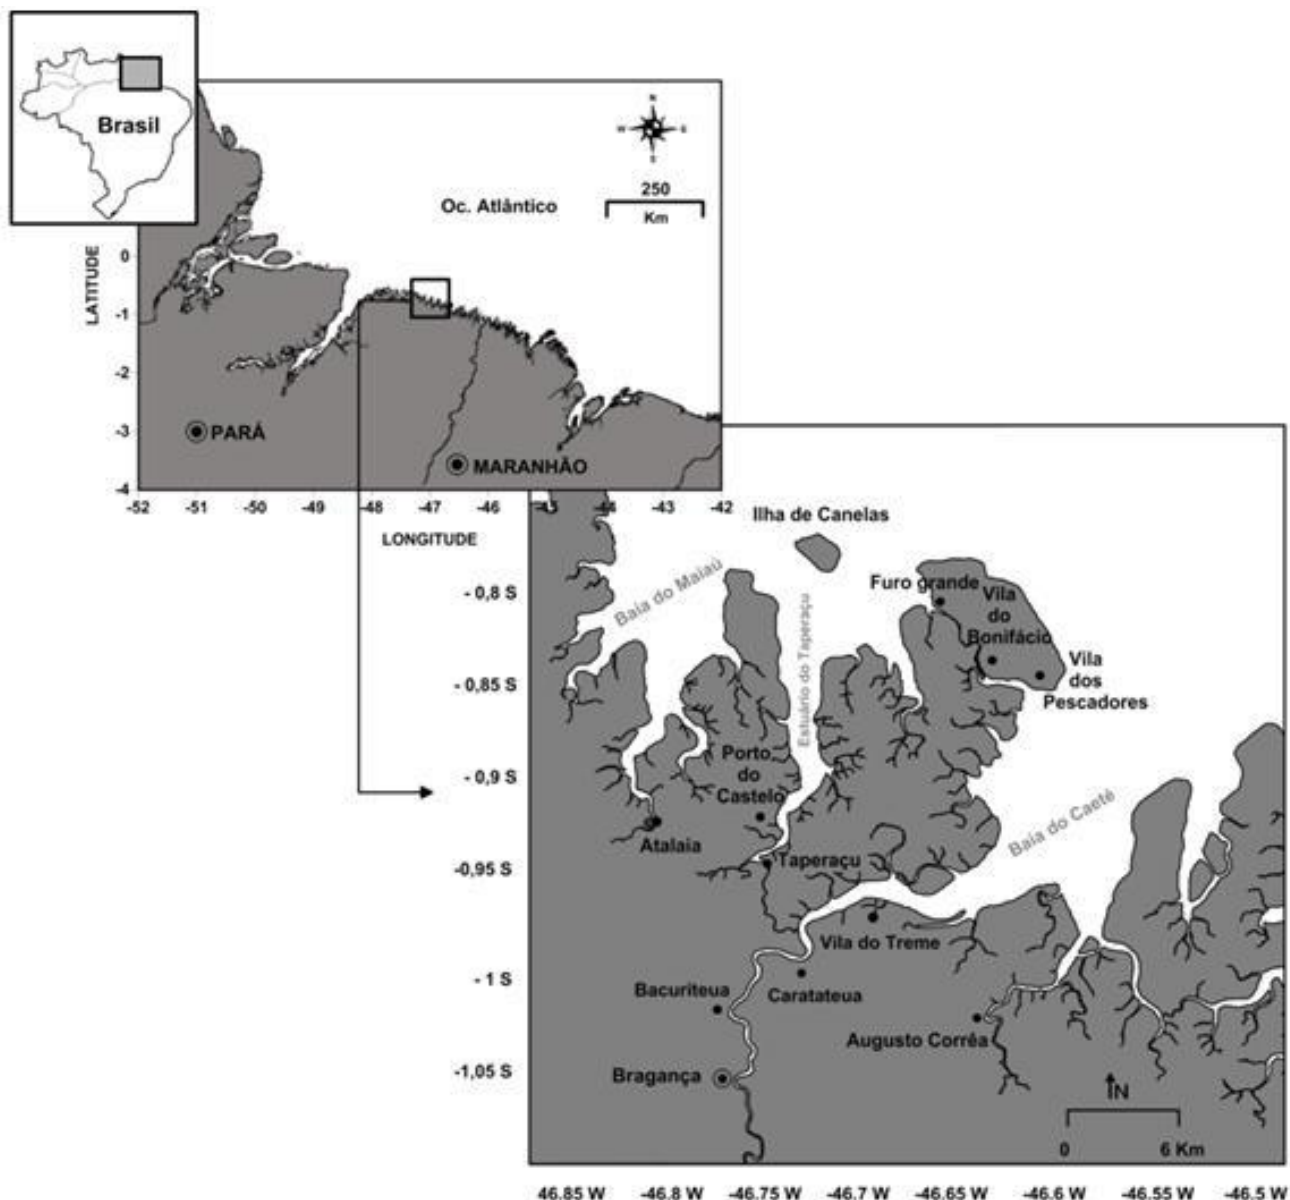 Brasil
N
W
E
S
250
Km
Oc. Atlântico
LATITUDE
0
-1
-2
-3
-4
PARÁ
MARANHÃO
-52 -51 -50 -49 -48 -47 -46 -45 -44 -43 -42
LONGITUDE
Ilha de Canelas
Baía do Maiaú
Furo grande
Vila
do
Bonifácio
Estuário do Taperaçu
Vila
dos
Pescadores
Porto
do
Castelo
Atalaia
Taperaçu
Baía do Caeté
Vila do Treme
Bacuriteua
Caratateua
Augusto Corrêa
Bragança
- 0,8 S
- 0,85 S
- 0,9 S
-0,95 S
- 1 S
-1,05 S
N
0 6 Km
46.85 W -46.8 W -46.75 W -46.7 W -46.65 W -46.6 W -46.55 W -46.5 W